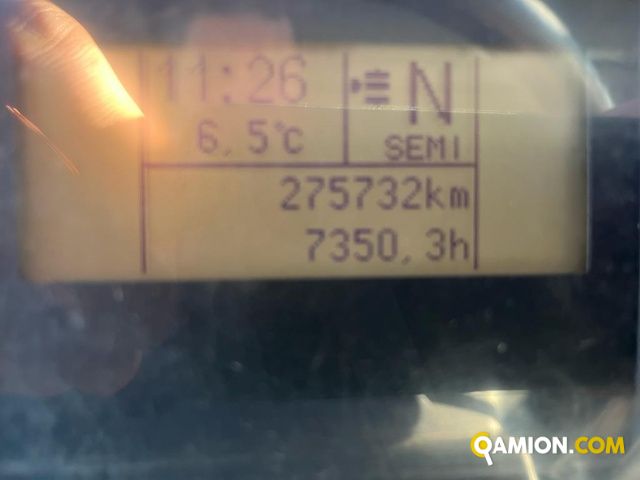 11:26
N
6,5°C
SEMI
275732km
7350,3h
QAMION.COM